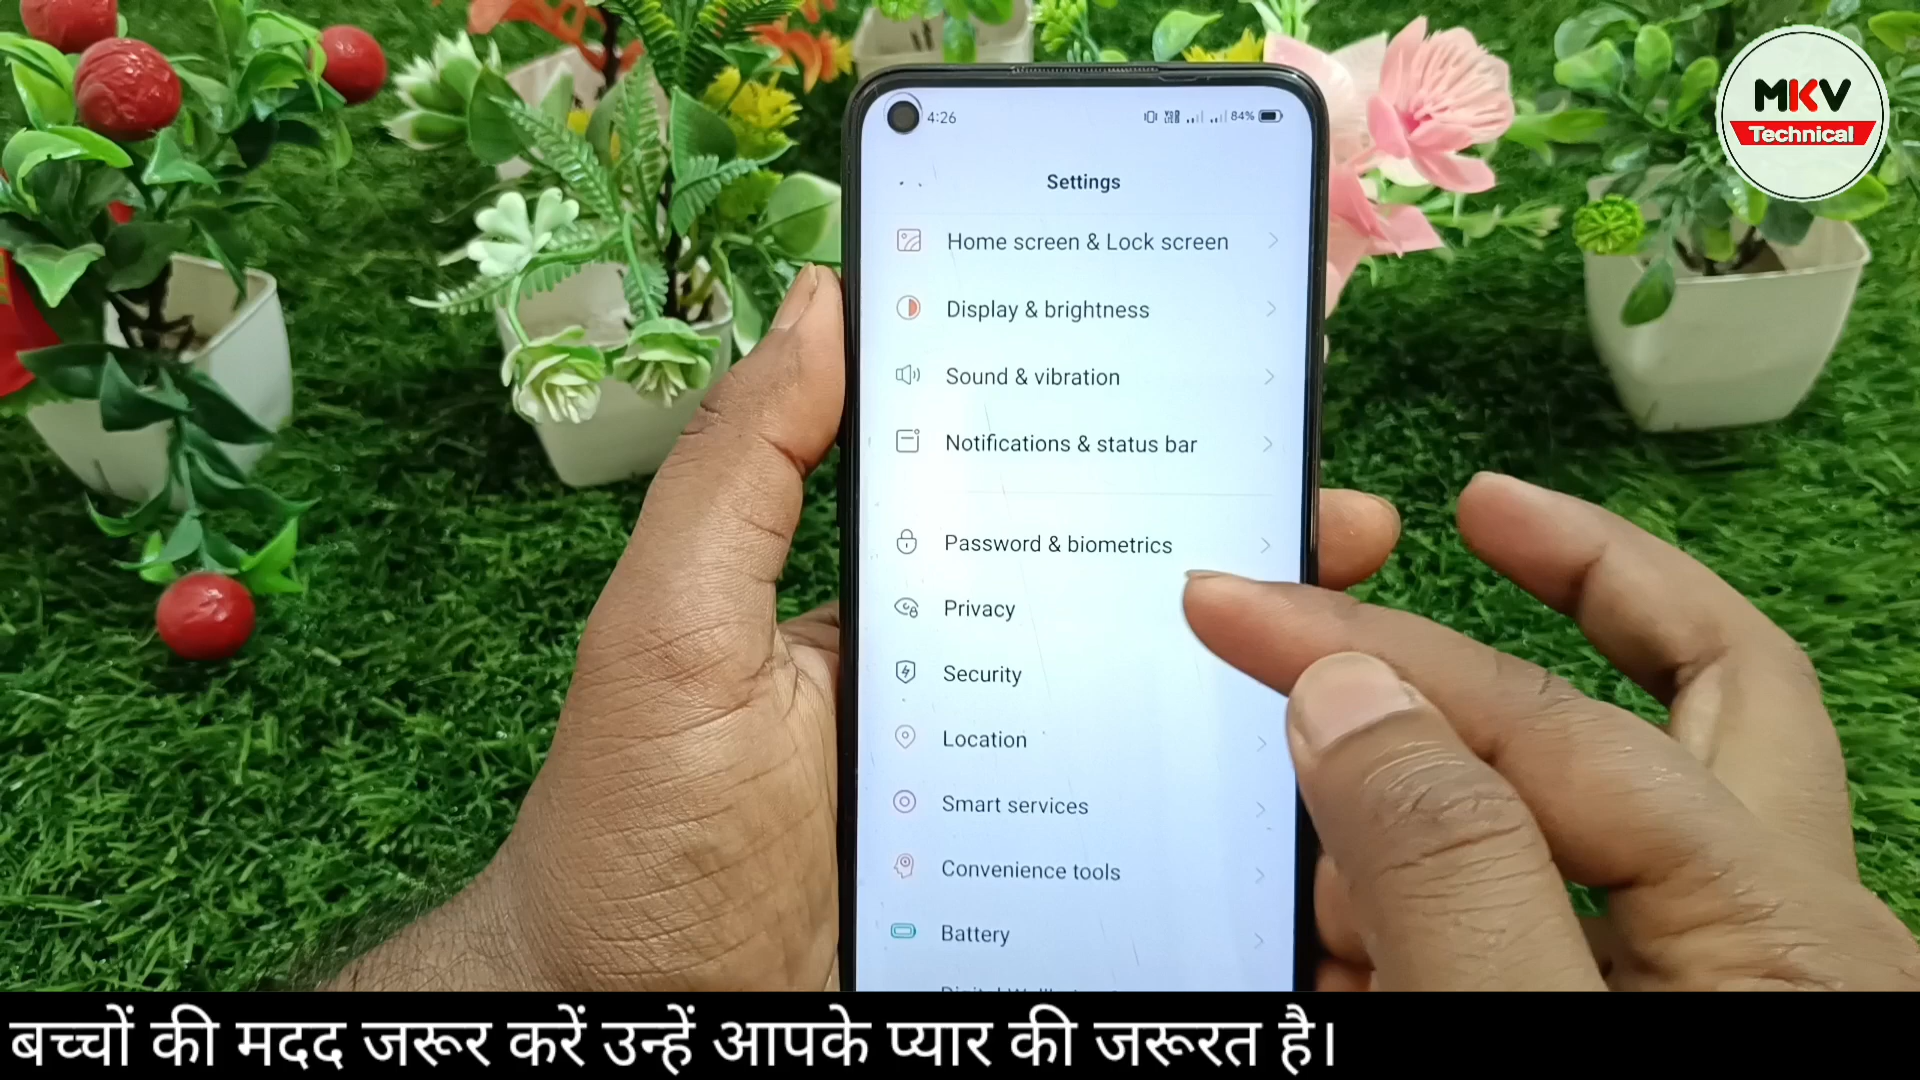 MKV
Technical
4:26
84%
Settings
Home screen & Lock screen
Display & brightness
Sound & vibration
Notifications & status bar
Password & biometrics
Privacy
Security
Location
Smart services
Convenience tools
Battery
बच्चों की मदद जरूर करें उन्हें आपके प्यार की जरूरत है।